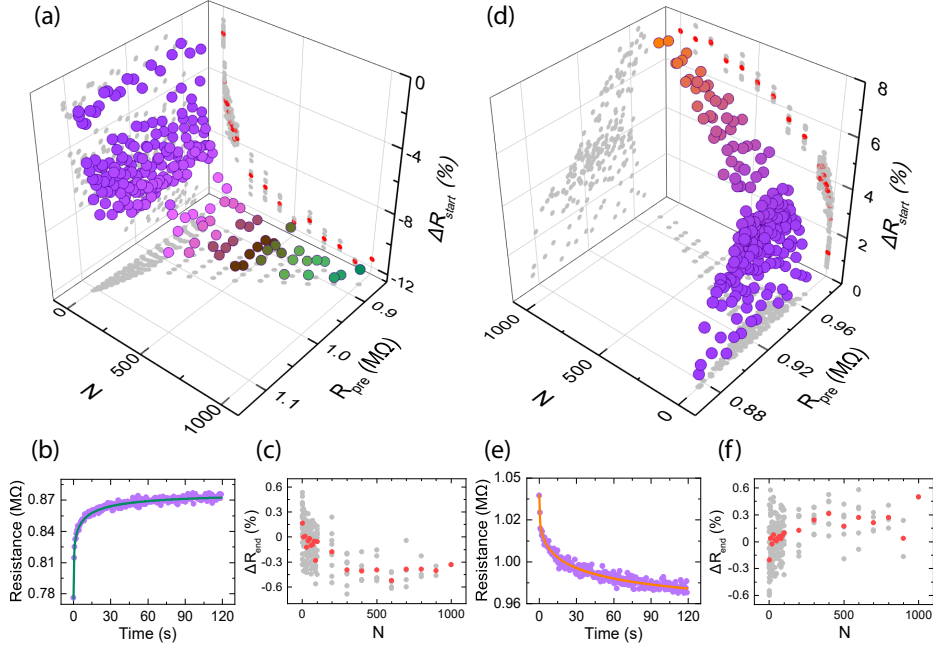 (a)
0
-4
-8
-12
ΔR_start (%)
0
500
1000
N
0.9
1.0
1.1
R_pre (MΩ)
(d)
8
6
4
2
0
ΔR_start (%)
1000
500
0
N
0.96
0.92
0.88
R_pre (MΩ)
(b)
0.87
0.84
0.81
0.78
Resistance (MΩ)
0 30 60 90 120
Time (s)
(c)
0.6
0.3
0.0
-0.3
-0.6
ΔR_end (%)
0 500 1000
N
(e)
1.05
1.02
1.00
0.96
Resistance (MΩ)
0 30 60 90 120
Time (s)
(f)
0.6
0.3
0.0
-0.3
-0.6
ΔR_end (%)
0 500 1000
N